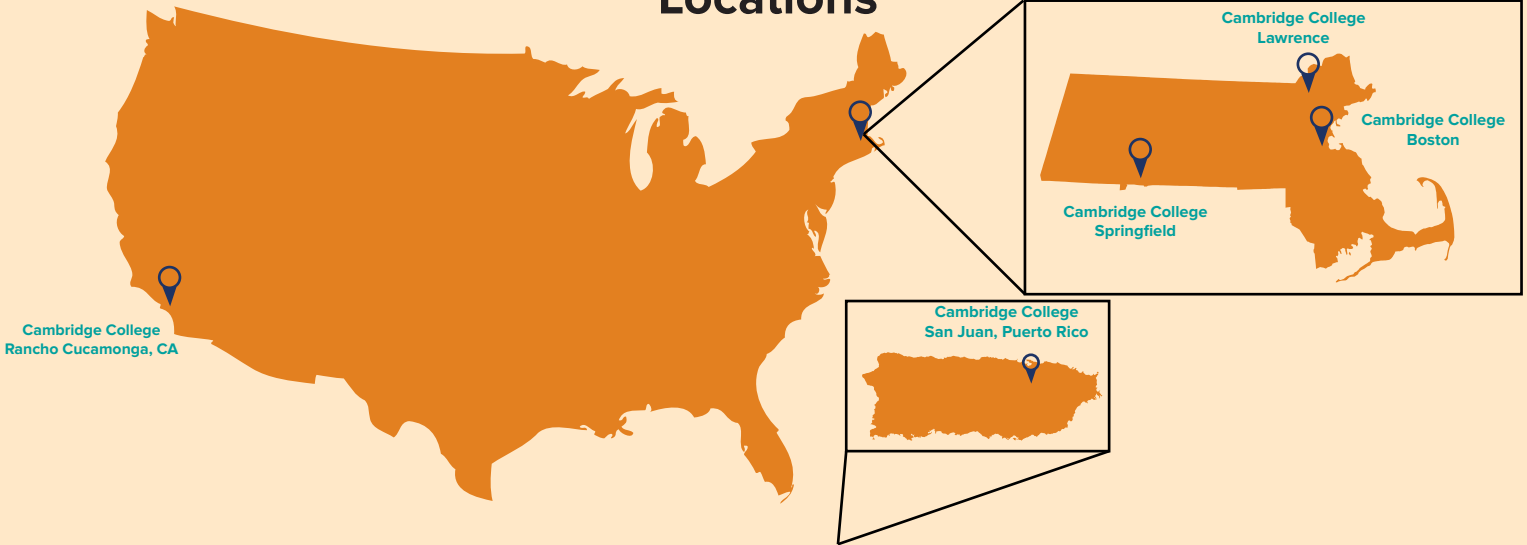 Locations
Cambridge College
Lawrence
Cambridge College
Boston
Cambridge College
Springfield
Cambridge College
San Juan, Puerto Rico
Cambridge College
Rancho Cucamonga, CA